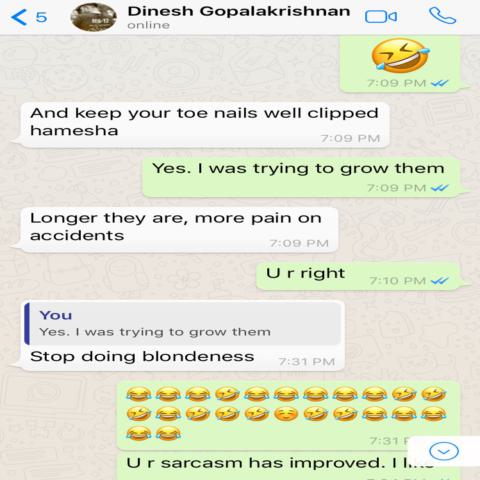 5
Dinesh Gopalakrishnan
online
7:09 PM
And keep your toe nails well clipped
hamesha
7:09 PM
Yes. I was trying to grow them
7:09 PM
Longer they are, more pain on
accidents
7:09 PM
U r right
7:10 PM
You
Yes. I was trying to grow them
Stop doing blondeness
7:31 PM
7:31
U r sarcasm has improved. I